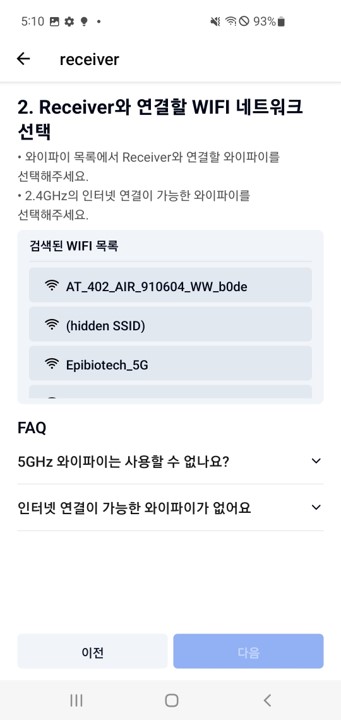 5:10
93%
receiver
2. Receiver와 연결할 WIFI 네트워크
선택
• 와이파이 목록에서 Receiver와 연결할 와이파이를
선택해주세요.
• 2.4GHz의 인터넷 연결이 가능한 와이파이를
선택해주세요.
검색된 WIFI 목록
AT_402_AIR_910604_WW_b0de
(hidden SSID)
Epibiotech_5G
FAQ
5GHz 와이파이는 사용할 수 없나요?
인터넷 연결이 가능한 와이파이가 없어요
이전
다음